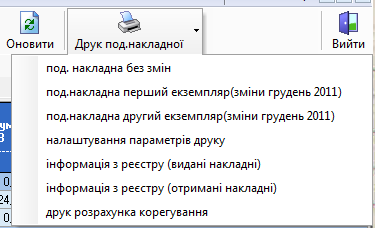 Оновити
Друк под.накладної
Вийти
под. накладна без змін
под.накладна перший екземпляр(зміни грудень 2011)
под.накладна другий екземпляр(зміни грудень 2011)
налаштування параметрів друку
інформація з реєстру (видані накладні)
інформація з реєстру (отримані накладні)
друк розрахунка корегування